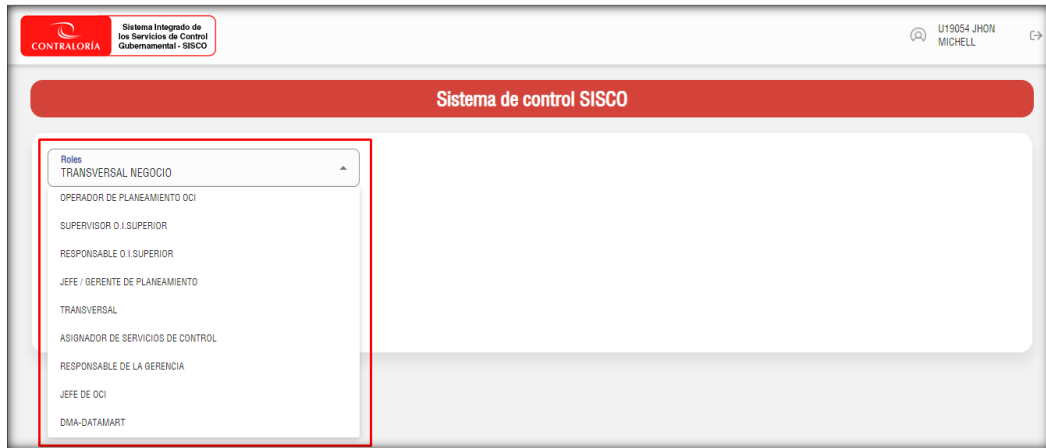 CONTRALORÍA
Sistema Integrado de
los Servicios de Control
Gubernamental - SISCO
U19054 JHON
MICHELL
Sistema de control SISCO
Roles
TRANSVERSAL NEGOCIO
OPERADOR DE PLANEAMIENTO OCI
SUPERVISOR O.I.SUPERIOR
RESPONSABLE O.I.SUPERIOR
JEFE / GERENTE DE PLANEAMIENTO
TRANSVERSAL
ASIGNADOR DE SERVICIOS DE CONTROL
RESPONSABLE DE LA GERENCIA
JEFE DE OCI
DMA-DATAMART